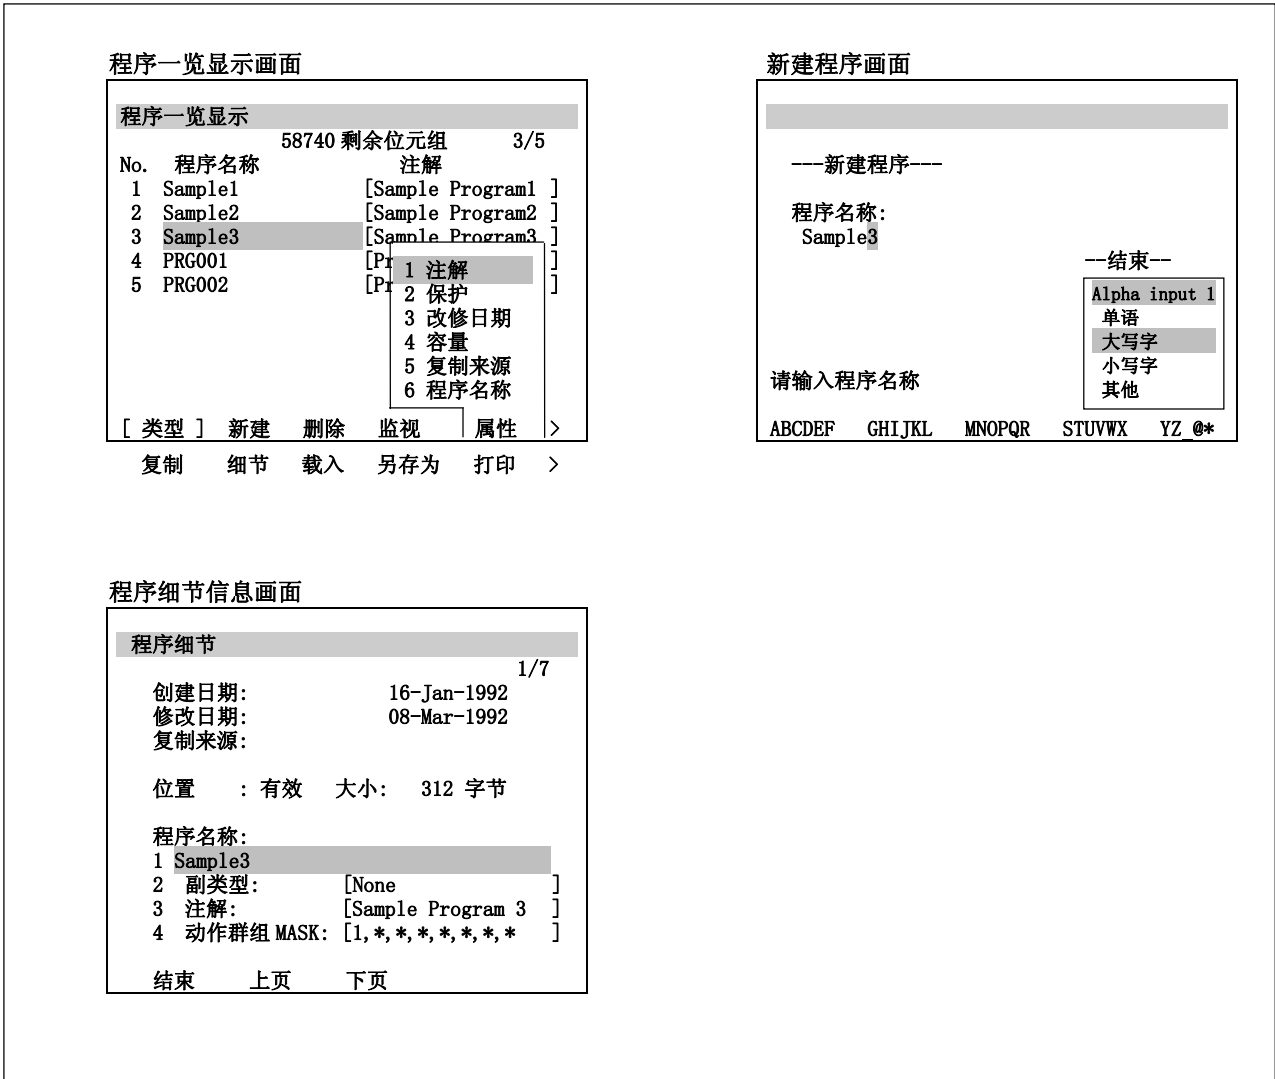 程序一览显示画面
程序一览显示
58740 剩余位元组 3/5
No. 程序名称 注解
1 Sample1 [Sample Program1 ]
2 Sample2 [Sample Program2 ]
3 Sample3 [Sample Program3 ]
4 PRG001 [Pr ]
5 PRG002 [Pr ]
1 注解
2 保护
3 改修日期
4 容量
5 复制来源
6 程序名称
[ 类型 ] 新建 删除 监视 属性 >
复制 细节 载入 另存为 打印 >
新建程序画面
---新建程序---
程序名称:
Sample3
--结束--
Alpha input 1
单语
大写字
小写字
其他
请输入程序名称
ABCDEF GHIJKL MNOPQR STUVWX YZ_@*
程序细节信息画面
程序细节
1/7
创建日期: 16-Jan-1992
修改日期: 08-Mar-1992
复制来源:
位置 : 有效 大小: 312 字节
程序名称:
1 Sample3
2 副类型: [None ]
3 注解: [Sample Program 3 ]
4 动作群组 MASK: [1,*,*,*,*,*,*,* ]
结束 上页 下页